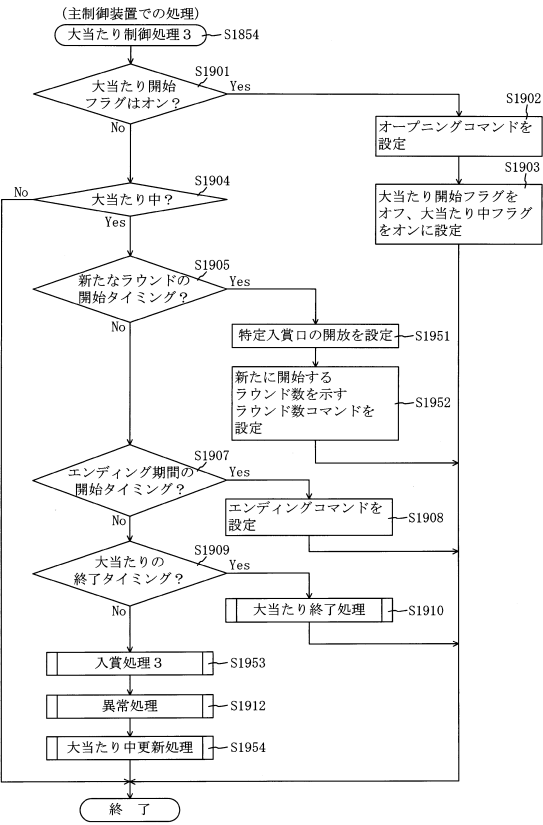 (主制御装置での処理)
大当たり制御処理3
S1854
S1901
大当たり開始
フラグはオン?
Yes
No
S1902
オープニングコマンドを
設定
S1903
大当たり開始フラグを
オフ、大当たり中フラグ
をオンに設定
S1904
大当たり中?
No
Yes
S1905
新たなラウンドの
開始タイミング?
Yes
No
特定入賞口の開放を設定
S1951
新たに開始する
ラウンド数を示す
ラウンド数コマンドを
設定
S1952
S1907
エンディング期間の
開始タイミング?
Yes
No
エンディングコマンドを
設定
S1908
S1909
大当たりの
終了タイミング?
Yes
No
大当たり終了処理
S1910
入賞処理3
S1953
異常処理
S1912
大当たり中更新処理
S1954
終 了